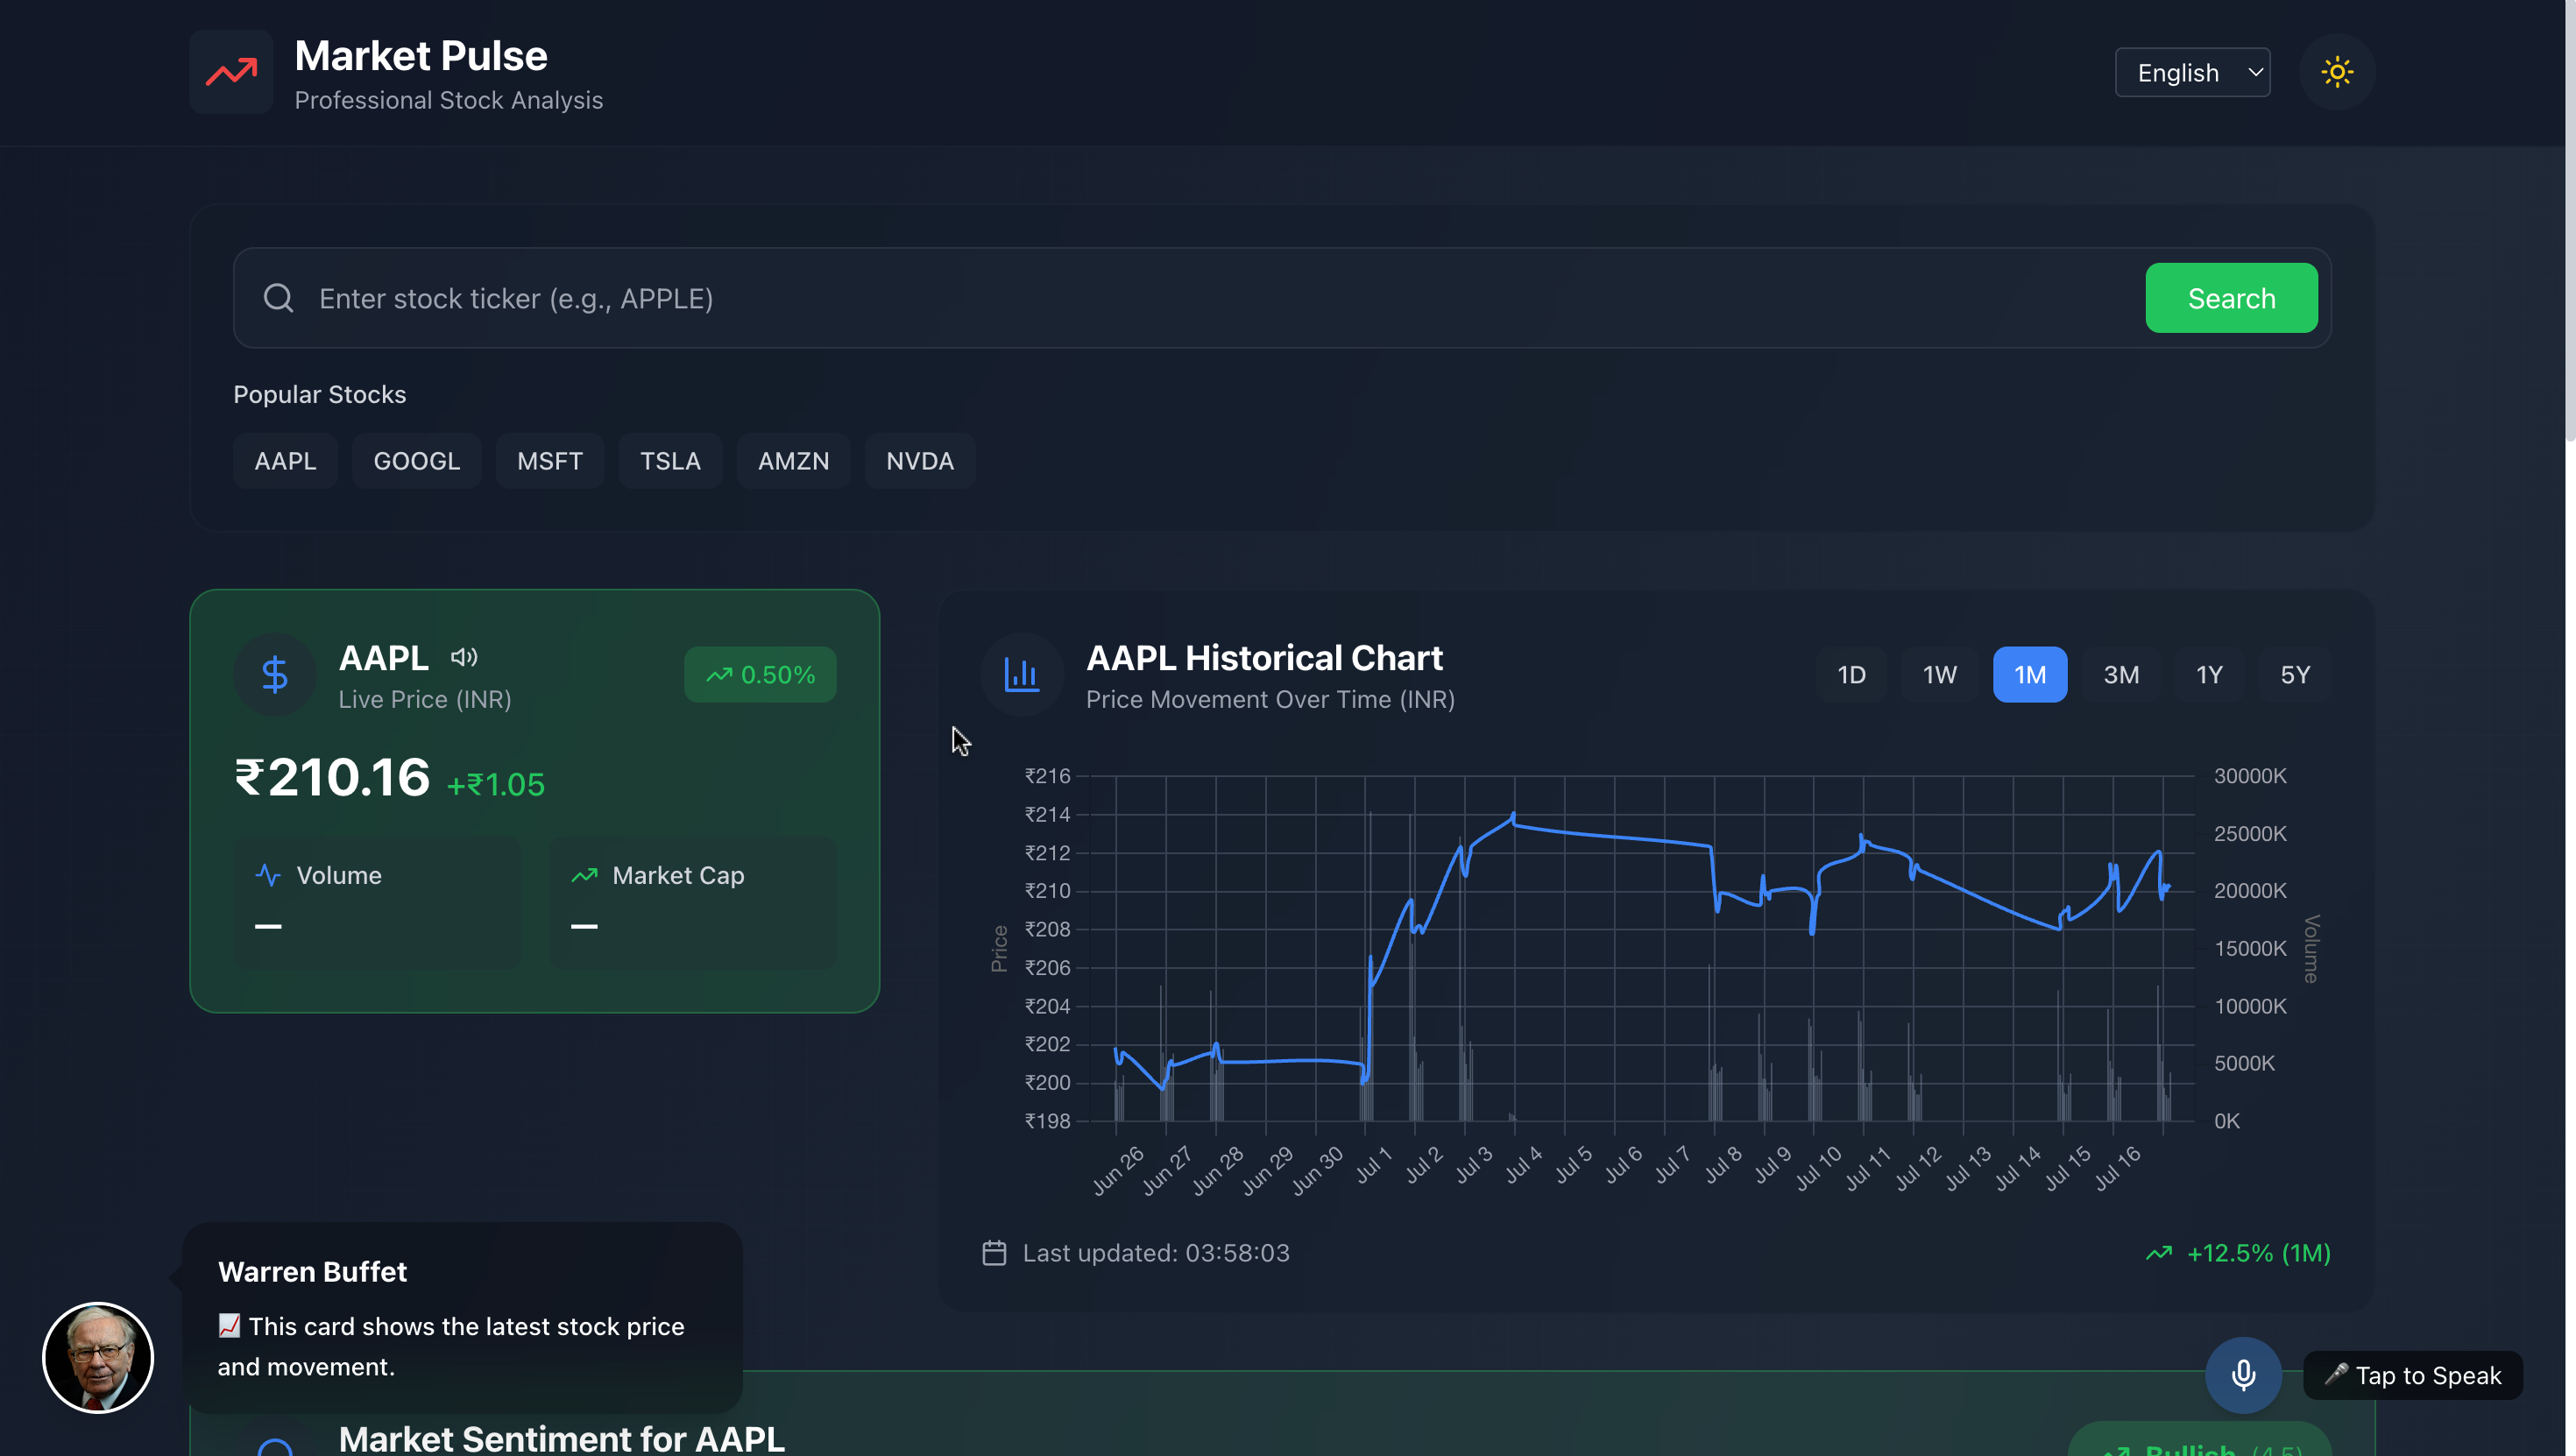 Market Pulse
Professional Stock Analysis
English
Enter stock ticker (e.g., APPLE)
Search
Popular Stocks
AAPL GOOGL MSFT TSLA AMZN NVDA
AAPL
Live Price (INR)
0.50%
₹210.16 +₹1.05
Volume
—
Market Cap
—
AAPL Historical Chart
Price Movement Over Time (INR)
1D 1W 1M 3M 1Y 5Y
Price
₹216
₹214
₹212
₹210
₹208
₹206
₹204
₹202
₹200
₹198
30000K
25000K
20000K
15000K
10000K
5000K
0K
Volume
Jun 26 Jun 27 Jun 28 Jun 29 Jun 30 Jul 1 Jul 2 Jul 3 Jul 4 Jul 5 Jul 6 Jul 7 Jul 8 Jul 9 Jul 10 Jul 11 Jul 12 Jul 13 Jul 14 Jul 15 Jul 16
Last updated: 03:58:03
+12.5% (1M)
Warren Buffet
📈 This card shows the latest stock price
and movement.
🎤 Tap to Speak
Market Sentiment for AAPL
Bullish (4.5)